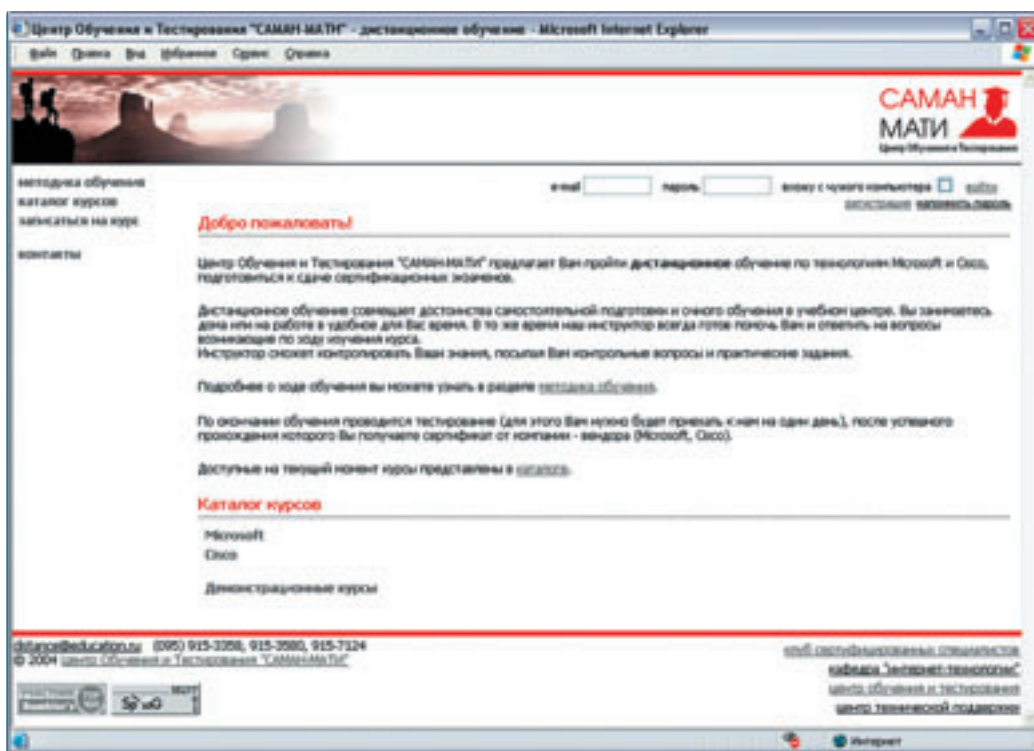 Центр Обучения и Тестирования "САМАН-МАТИ" - дистанционное обучение - Microsoft Internet Explorer
Файл Правка Вид Избранное Сервис Справка
САМАН
МАТИ
Центр Обучения и Тестирования
методика обучения
каталог курсов
записаться на курс
контакты
e-mail пароль вхожу с чужого компьютера войти
регистрация напомнить пароль
Добро пожаловать!
Центр Обучения и Тестирования "САМАН-МАТИ" предлагает Вам пройти дистанционное обучение по технологиям Microsoft и Cisco,
подготовиться к сдаче сертификационных экзаменов.
Дистанционное обучение совмещает достоинства самостоятельной подготовки и очного обучения в учебном центре. Вы занимаетесь
дома или на работе в удобное для Вас время. В то же время наш инструктор всегда готов помочь Вам и ответить на вопросы
возникающие по ходу изучения курса.
Инструктор сможет контролировать Ваши знания, посылая Вам контрольные вопросы и практические задания.
Подробнее о ходе обучения вы можете узнать в разделе методика обучения.
По окончании обучения проводится тестирование (для этого Вам нужно будет приехать к нам на один день), после успешного
прохождения которого Вы получаете сертификат от компании - вендора (Microsoft, Cisco).
Доступные на текущий момент курсы представлены в каталоге.
Каталог курсов
Microsoft
Cisco
Демонстрационные курсы
distance@education.ru (095) 915-3358, 915-3580, 915-7124
© 2004 Центр Обучения и Тестирования "САМАН-МАТИ"
клуб сертифицированных специалистов
кафедра "интернет-технологии"
центр обучения и тестирования
центр технической поддержки
Интернет